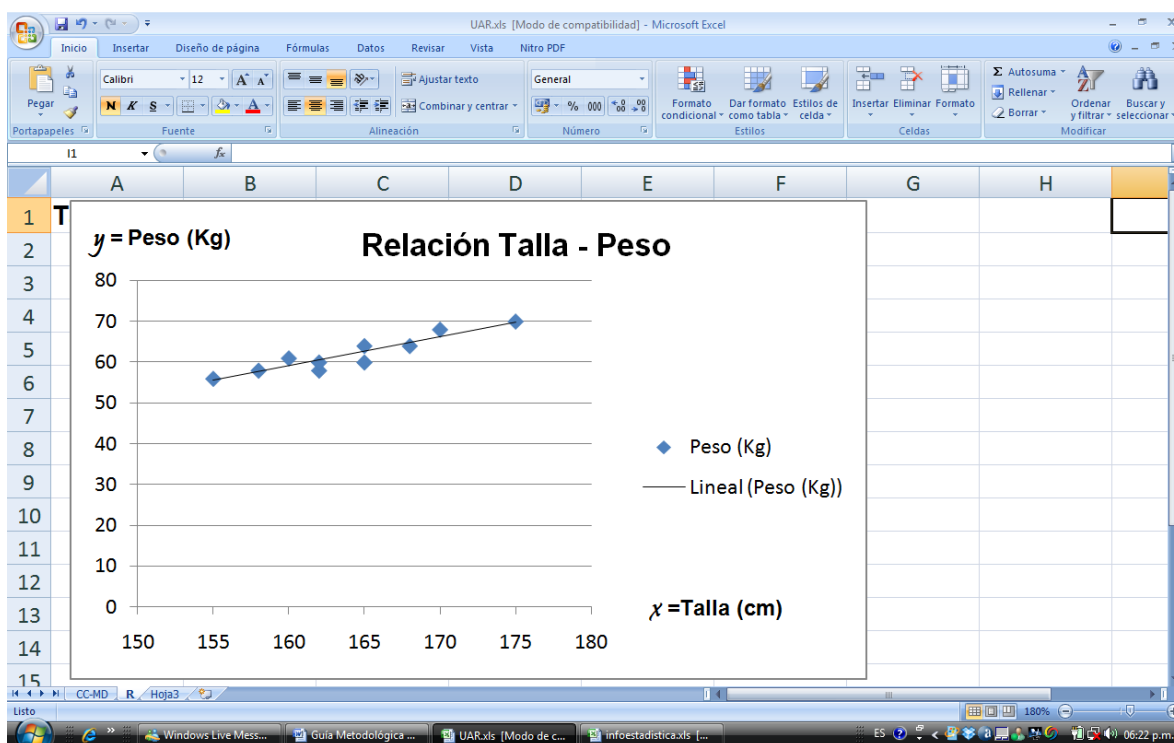 UAR.xls [Modo de compatibilidad] - Microsoft Excel
Inicio Insertar Diseño de página Fórmulas Datos Revisar Vista Nitro PDF
Pegar
Calibri 12 A A
N K S A
Ajustar texto
Combinar y centrar
General
% 000
Formato condicional
Dar formato como tabla
Estilos de celda
Insertar Eliminar Formato
Σ Autosuma
Rellenar
Borrar
Ordenar y filtrar
Buscar y seleccionar
Portapapeles Fuente Alineación Número Estilos Celdas Modificar
I1 fx
A B C D E F G H
1 T
2
3
4
5
6
7
8
9
10
11
12
13
14
15
y = Peso (Kg)
Relación Talla - Peso
80
70
60
50
40
30
20
10
0
150 155 160 165 170 175 180
Peso (Kg)
Lineal (Peso (Kg))
x =Talla (cm)
CC-MD R Hoja3
Listo 180%
Windows Live Mess... Guía Metodológica ... UAR.xls [Modo de c... infoestadistica.xls [... ES 06:22 p.m.